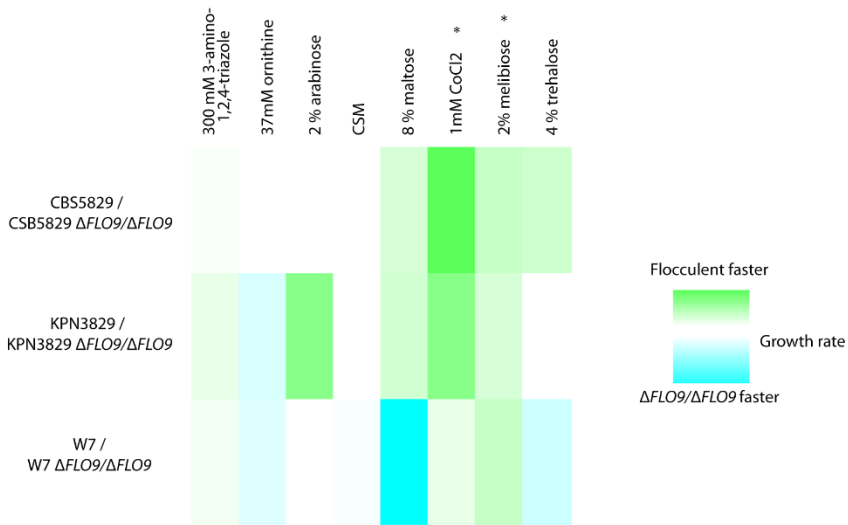 300 mM 3-amino-
1,2,4-triazole
37mM ornithine
2 % arabinose
CSM
8 % maltose
1mM CoCl2 *
2% melibiose *
4 % trehalose
CBS5829 /
CSB5829 ΔFLO9/ΔFLO9
KPN3829 /
KPN3829 ΔFLO9/ΔFLO9
W7 /
W7 ΔFLO9/ΔFLO9
Flocculent faster
Growth rate
ΔFLO9/ΔFLO9 faster